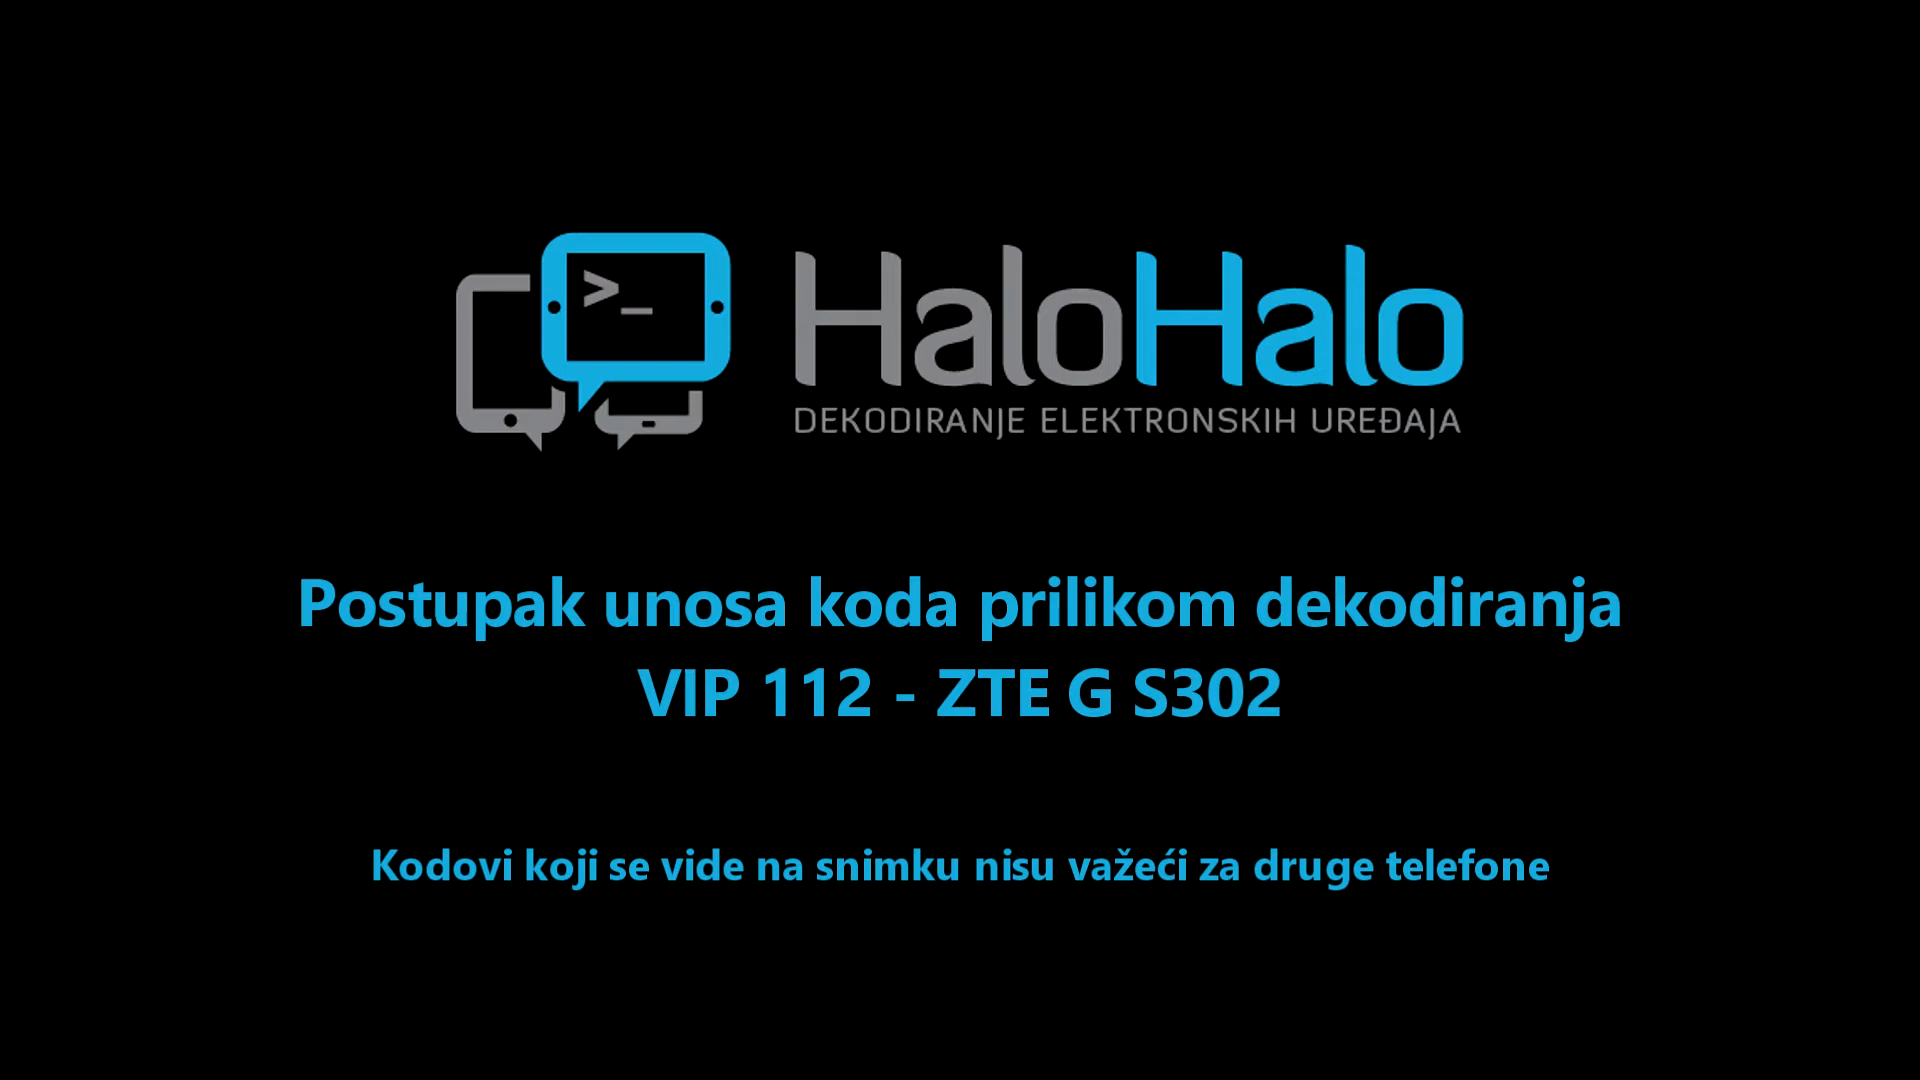 >_
HaloHalo
DEKODIRANJE ELEKTRONSKIH UREĐAJA
Postupak unosa koda prilikom dekodiranja
VIP 112 - ZTE G S302
Kodovi koji se vide na snimku nisu važeći za druge telefone